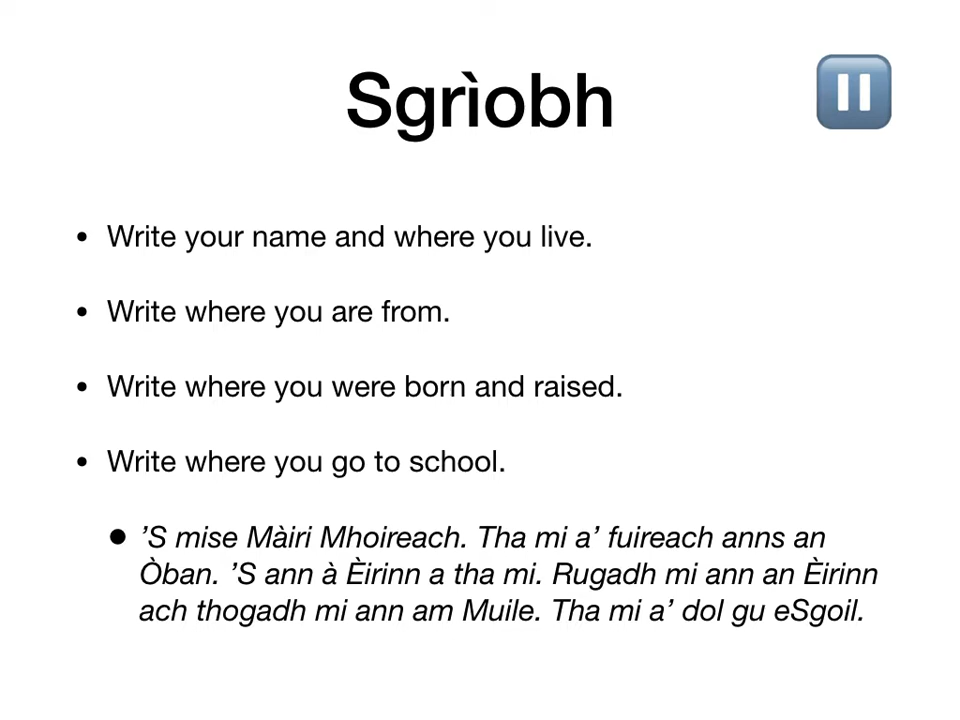 Sgrìobh
• Write your name and where you live.
• Write where you are from.
• Write where you were born and raised.
• Write where you go to school.
• ’S mise Màiri Mhoireach. Tha mi a’ fuireach anns an
Òban. ’S ann à Èirinn a tha mi. Rugadh mi ann an Èirinn
ach thogadh mi ann am Muile. Tha mi a’ dol gu eSgoil.